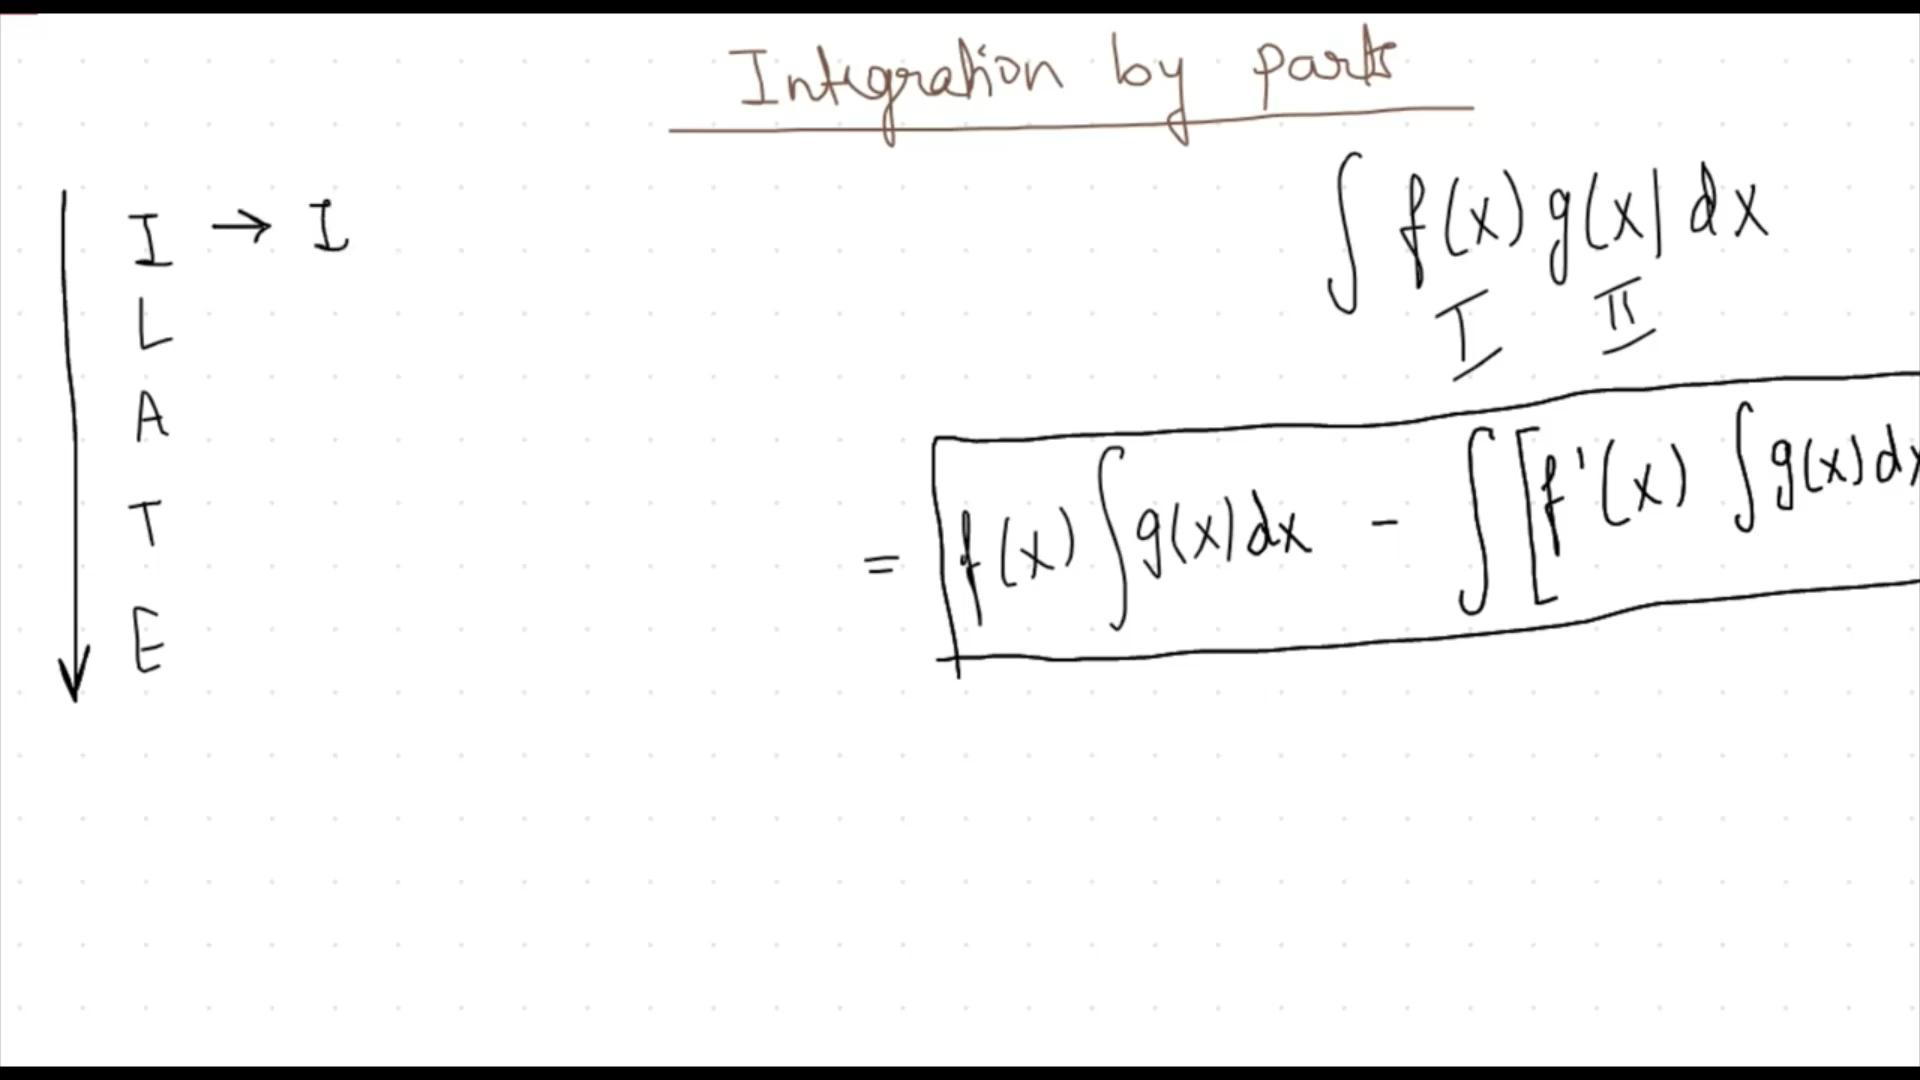 Integration by parts
I → I
L
A
T
E
∫ f(x) g(x) dx
I II
= f(x) ∫ g(x) dx - ∫ [f'(x) ∫ g(x) dx